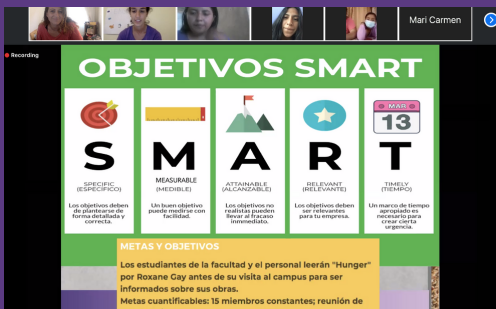 Mari Carmen
Recording
OBJETIVOS SMART
MAR
13
S
M
A
R
T
SPECIFIC
(ESPECÍFICO)
Los objetivos deben
de plantearse de
forma detallada y
correcta.
MEASURABLE
(MEDIBLE)
Un buen objetivo
puede medirse con
facilidad.
ATTAINABLE
(ALCANZABLE)
Los objetivos no
realistas pueden
llevar al fracaso
inmediato.
RELEVANT
(RELEVANTE)
Los objetivos deben
ser relevantes
para tu empresa.
TIMELY
(TIEMPO)
Un marco de tiempo
apropiado es
necesario para
crear cierta
urgencia.
METAS Y OBJETIVOS
Los estudiantes de la facultad y el personal leerán "Hunger"
por Roxane Gay antes de su visita al campus para ser
informados sobre sus obras.
Metas cuantificables: 15 miembros constantes; reunión de